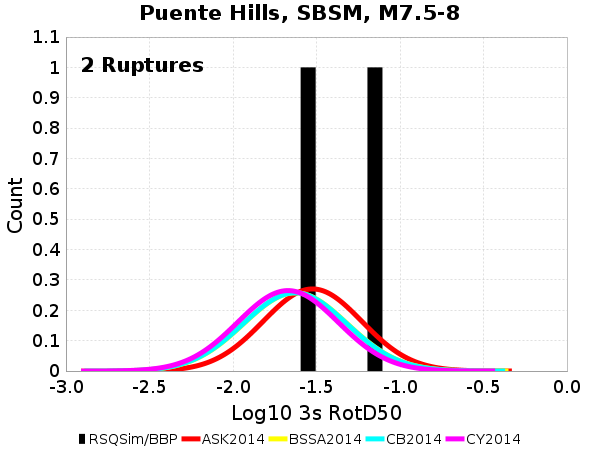 Puente Hills, SBSM, M7.5-8
2 Ruptures
1.1
1
0.9
0.8
0.7
0.6
0.5
0.4
0.3
0.2
0.1
0
Count
-3.0 -2.5 -2.0 -1.5 -1.0 -0.5 0.0
Log10 3s RotD50
RSQSim/BBP ASK2014 BSSA2014 CB2014 CY2014